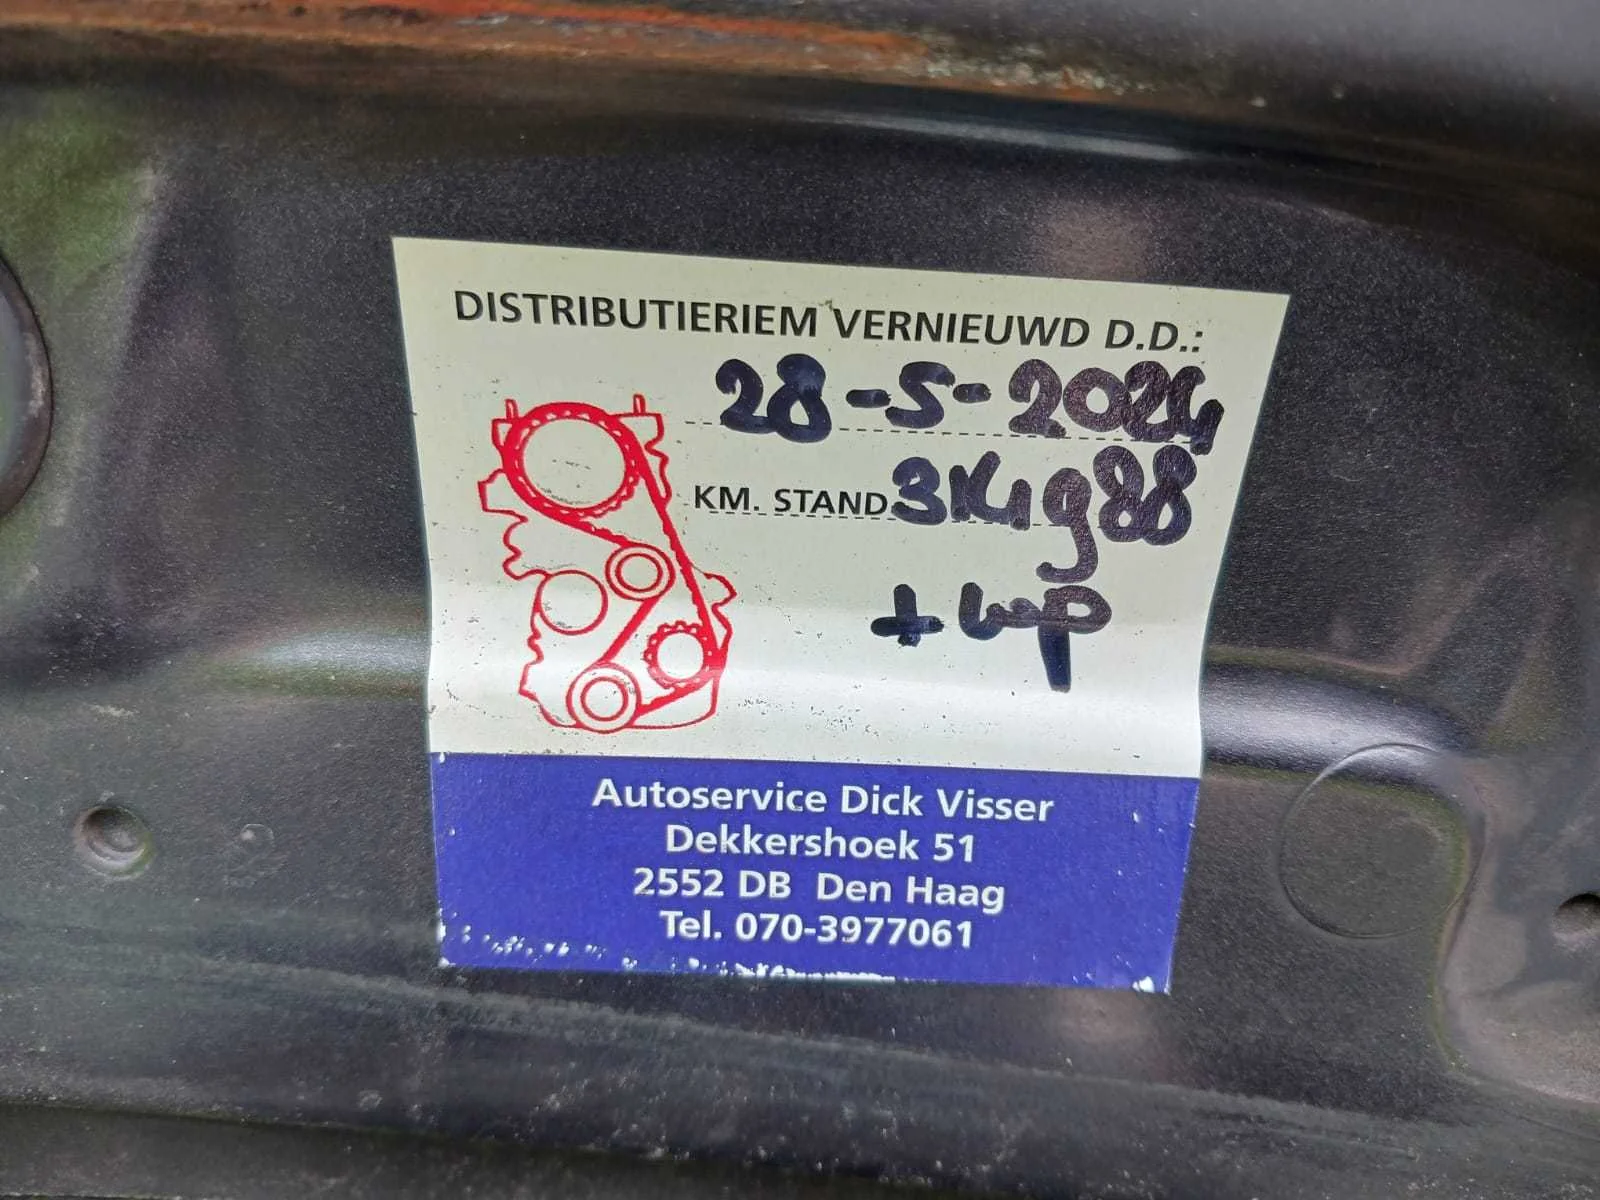 DISTRIBUTIERIEM VERNIEUWD D.D.:
28-5-2024
KM. STAND 314988
+ wp
Autoservice Dick Visser
Dekkershoek 51
2552 DB Den Haag
Tel. 070-3977061